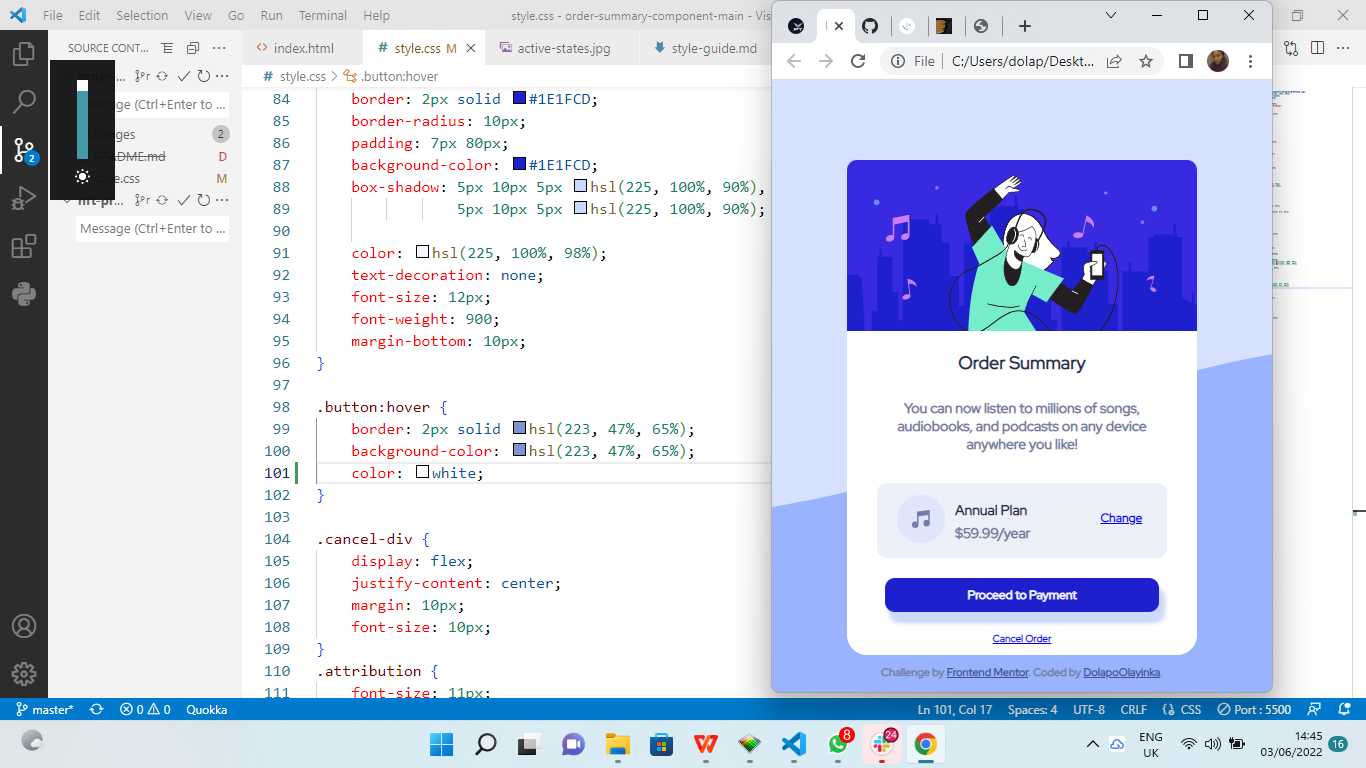 File Edit Selection View Go Run Terminal Help
style.css - order-summary-component-main - Vis
SOURCE CONT...
index.html
# style.css M
active-states.jpg
style-guide.md
# style.css > .button:hover
Message (Ctrl+Enter to ...
Changes 2
README.md D
style.css M
nft-pr...
Message (Ctrl+Enter to ...
84 border: 2px solid #1E1FCD;
85 border-radius: 10px;
86 padding: 7px 80px;
87 background-color: #1E1FCD;
88 box-shadow: 5px 10px 5px hsl(225, 100%, 90%),
89 5px 10px 5px hsl(225, 100%, 90%);
90
91 color: hsl(225, 100%, 98%);
92 text-decoration: none;
93 font-size: 12px;
94 font-weight: 900;
95 margin-bottom: 10px;
96 }
97
98 .button:hover {
99 border: 2px solid hsl(223, 47%, 65%);
100 background-color: hsl(223, 47%, 65%);
101 color: white;
102 }
103
104 .cancel-div {
105 display: flex;
106 justify-content: center;
107 margin: 10px;
108 font-size: 10px;
109 }
110 .attribution {
111 font-size: 11px;
File C:/Users/dolap/Deskt...
Order Summary
You can now listen to millions of songs,
audiobooks, and podcasts on any device
anywhere you like!
Annual Plan
$59.99/year
Change
Proceed to Payment
Cancel Order
Challenge by Frontend Mentor. Coded by DolapoOlayinka.
2
master*
0 0
Quokka
Ln 101, Col 17
Spaces: 4
UTF-8
CRLF
CSS
Port : 5500
8
24
ENG
UK
14:45
03/06/2022
16